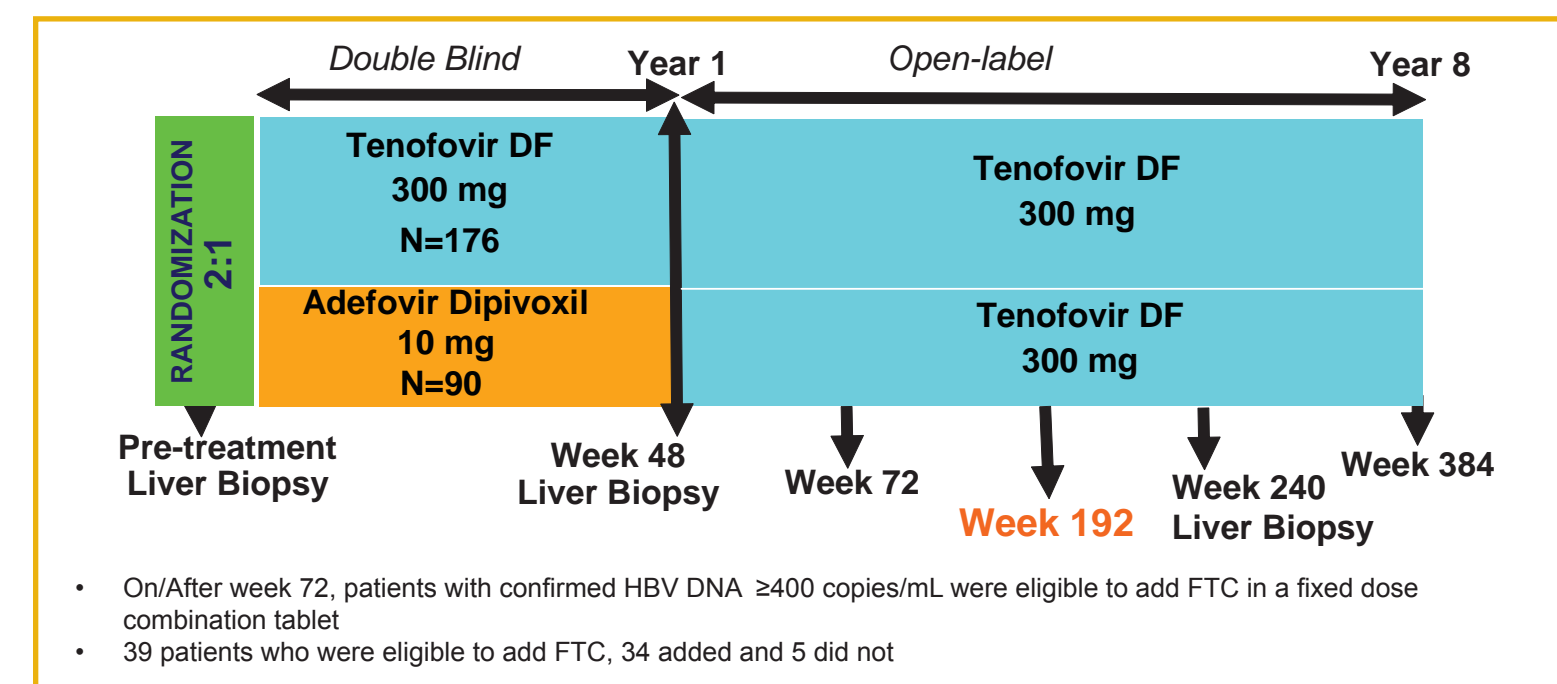 Double Blind
Year 1
Open-label
Year 8
RANDOMIZATION
2:1
Tenofovir DF
300 mg
N=176
Adefovir Dipivoxil
10 mg
N=90
Tenofovir DF
300 mg
Tenofovir DF
300 mg
Pre-treatment
Liver Biopsy
Week 48
Liver Biopsy
Week 72
Week 192
Week 240
Liver Biopsy
Week 384
• On/After week 72, patients with confirmed HBV DNA ≥400 copies/mL were eligible to add FTC in a fixed dose
combination tablet
• 39 patients who were eligible to add FTC, 34 added and 5 did not